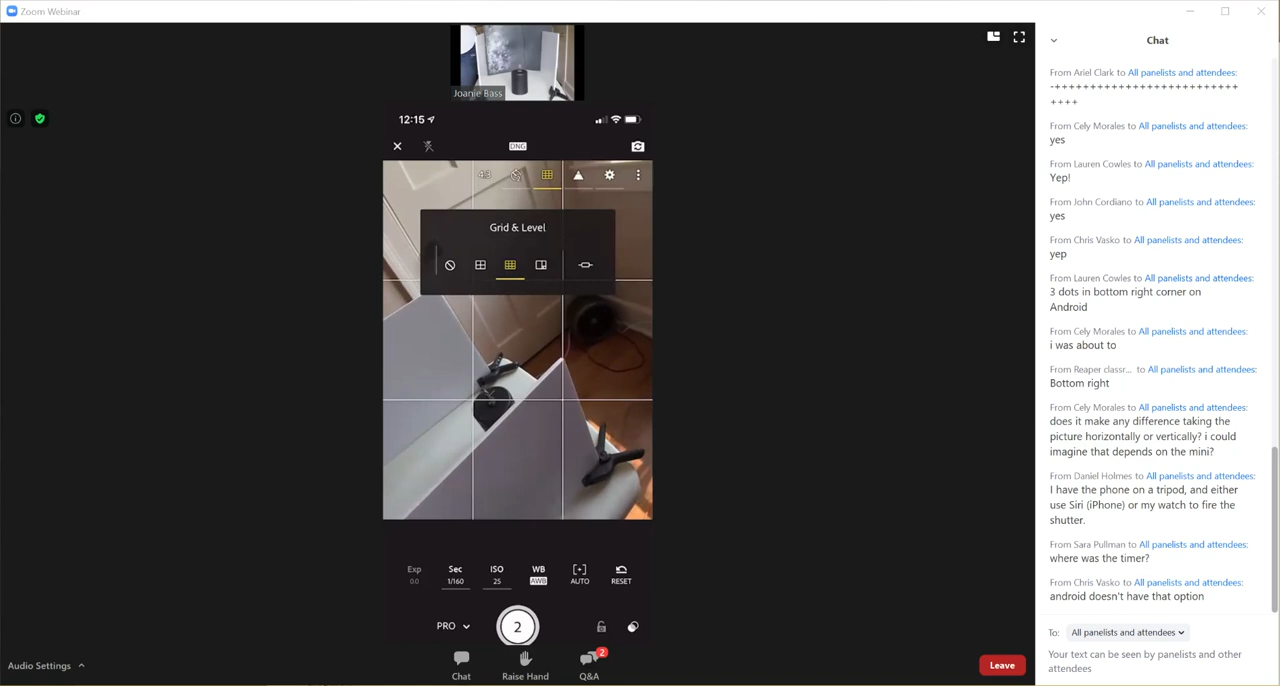 Zoom Webinar
Joanie Bass
12:15
DNG
4:3
Grid & Level
Exp
0.0
Sec
1/160
ISO
25
WB
AWB
AUTO
RESET
PRO
2
Audio Settings
Chat
Raise Hand
2
Q&A
Leave
Chat
From Ariel Clark to All panelists and attendees:
-++++++++++++++++++++++++++
++++
From Cely Morales to All panelists and attendees:
yes
From Lauren Cowles to All panelists and attendees:
Yep!
From John Cordiano to All panelists and attendees:
yes
From Chris Vasko to All panelists and attendees:
yep
From Lauren Cowles to All panelists and attendees:
3 dots in bottom right corner on
Android
From Cely Morales to All panelists and attendees:
i was about to
From Reaper classr... to All panelists and attendees:
Bottom right
From Cely Morales to All panelists and attendees:
does it make any difference taking the
picture horizontally or vertically? i could
imagine that depends on the mini?
From Daniel Holmes to All panelists and attendees:
I have the phone on a tripod, and either
use Siri (iPhone) or my watch to fire the
shutter.
From Sara Pullman to All panelists and attendees:
where was the timer?
From Chris Vasko to All panelists and attendees:
android doesn't have that option
To: All panelists and attendees
Your text can be seen by panelists and other
attendees